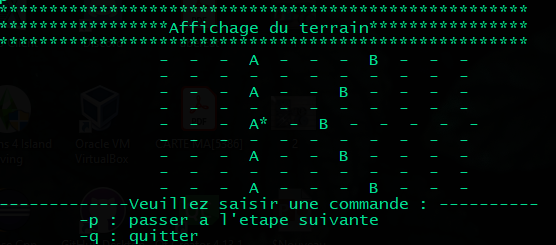 *****************************************************
*****************Affichage du terrain****************
*****************************************************
- - - A - - - B - - -
- - - - - - - - - - -
- - - A - - B - - - -
- - - - - - - - - - -
- - - A* - B - - - - -
- - - - - - - - - - -
- - - A - - B - - - -
- - - - - - - - - - -
- - - A - - - B - - -
-------------Veuillez saisir une commande : ----------
-p : passer a l'etape suivante
-q : quitter